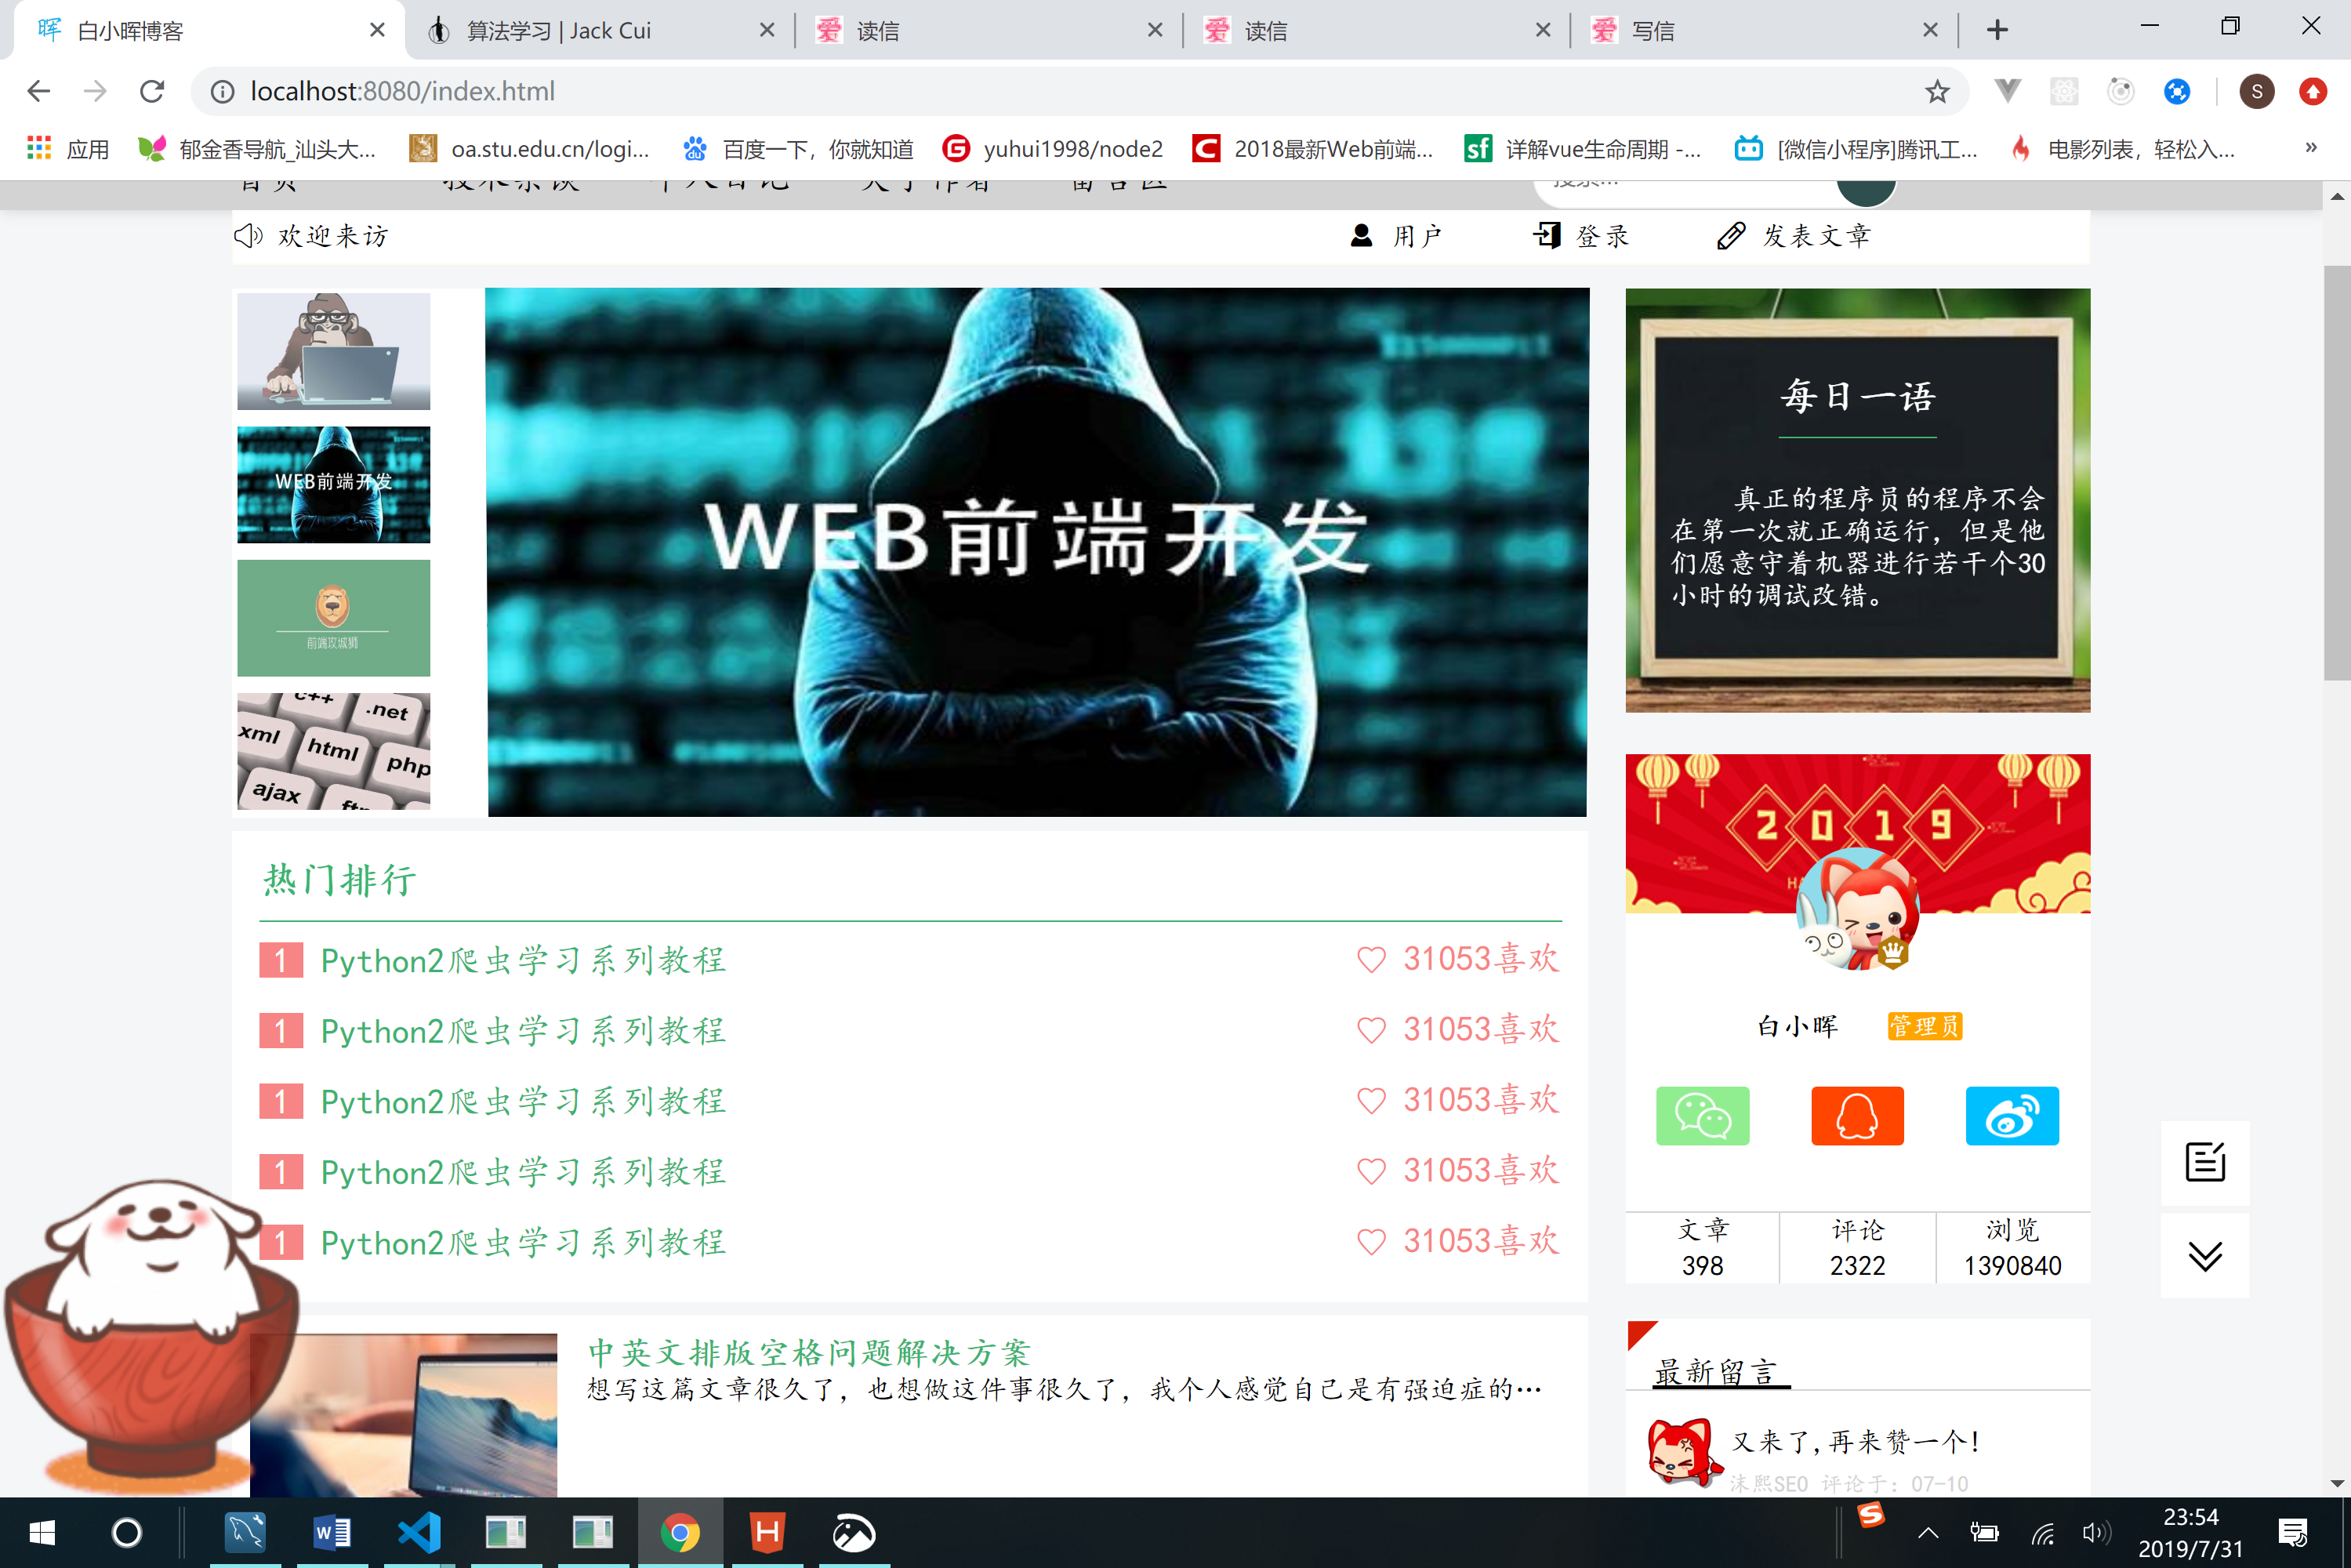 白小晖博客
算法学习 | Jack Cui
读信
读信
写信
localhost:8080/index.html
S
应用
郁金香导航_汕头大...
oa.stu.edu.cn/logi...
百度一下，你就知道
yuhui1998/node2
2018最新Web前端...
详解vue生命周期 -...
[微信小程序]腾讯工...
电影列表，轻松入...
»
首页 技术杂谈 个人日记 关于作者 留言区
搜索...
欢迎来访
用户
登录
发表文章
WEB前端开发
前端攻城狮
c++
.net
xml
html
php
ajax
WEB前端开发
每日一语
真正的程序员的程序不会
在第一次就正确运行，但是他
们愿意守着机器进行若干个30
小时的调试改错。
2019
热门排行
1 Python2爬虫学习系列教程 31053喜欢
1 Python2爬虫学习系列教程 31053喜欢
1 Python2爬虫学习系列教程 31053喜欢
1 Python2爬虫学习系列教程 31053喜欢
1 Python2爬虫学习系列教程 31053喜欢
白小晖 管理员
文章 评论 浏览
398 2322 1390840
中英文排版空格问题解决方案
想写这篇文章很久了，也想做这件事很久了，我个人感觉自己是有强迫症的…
最新留言
又来了,再来赞一个!
沫熙SEO 评论于：07-10
23:54
2019/7/31